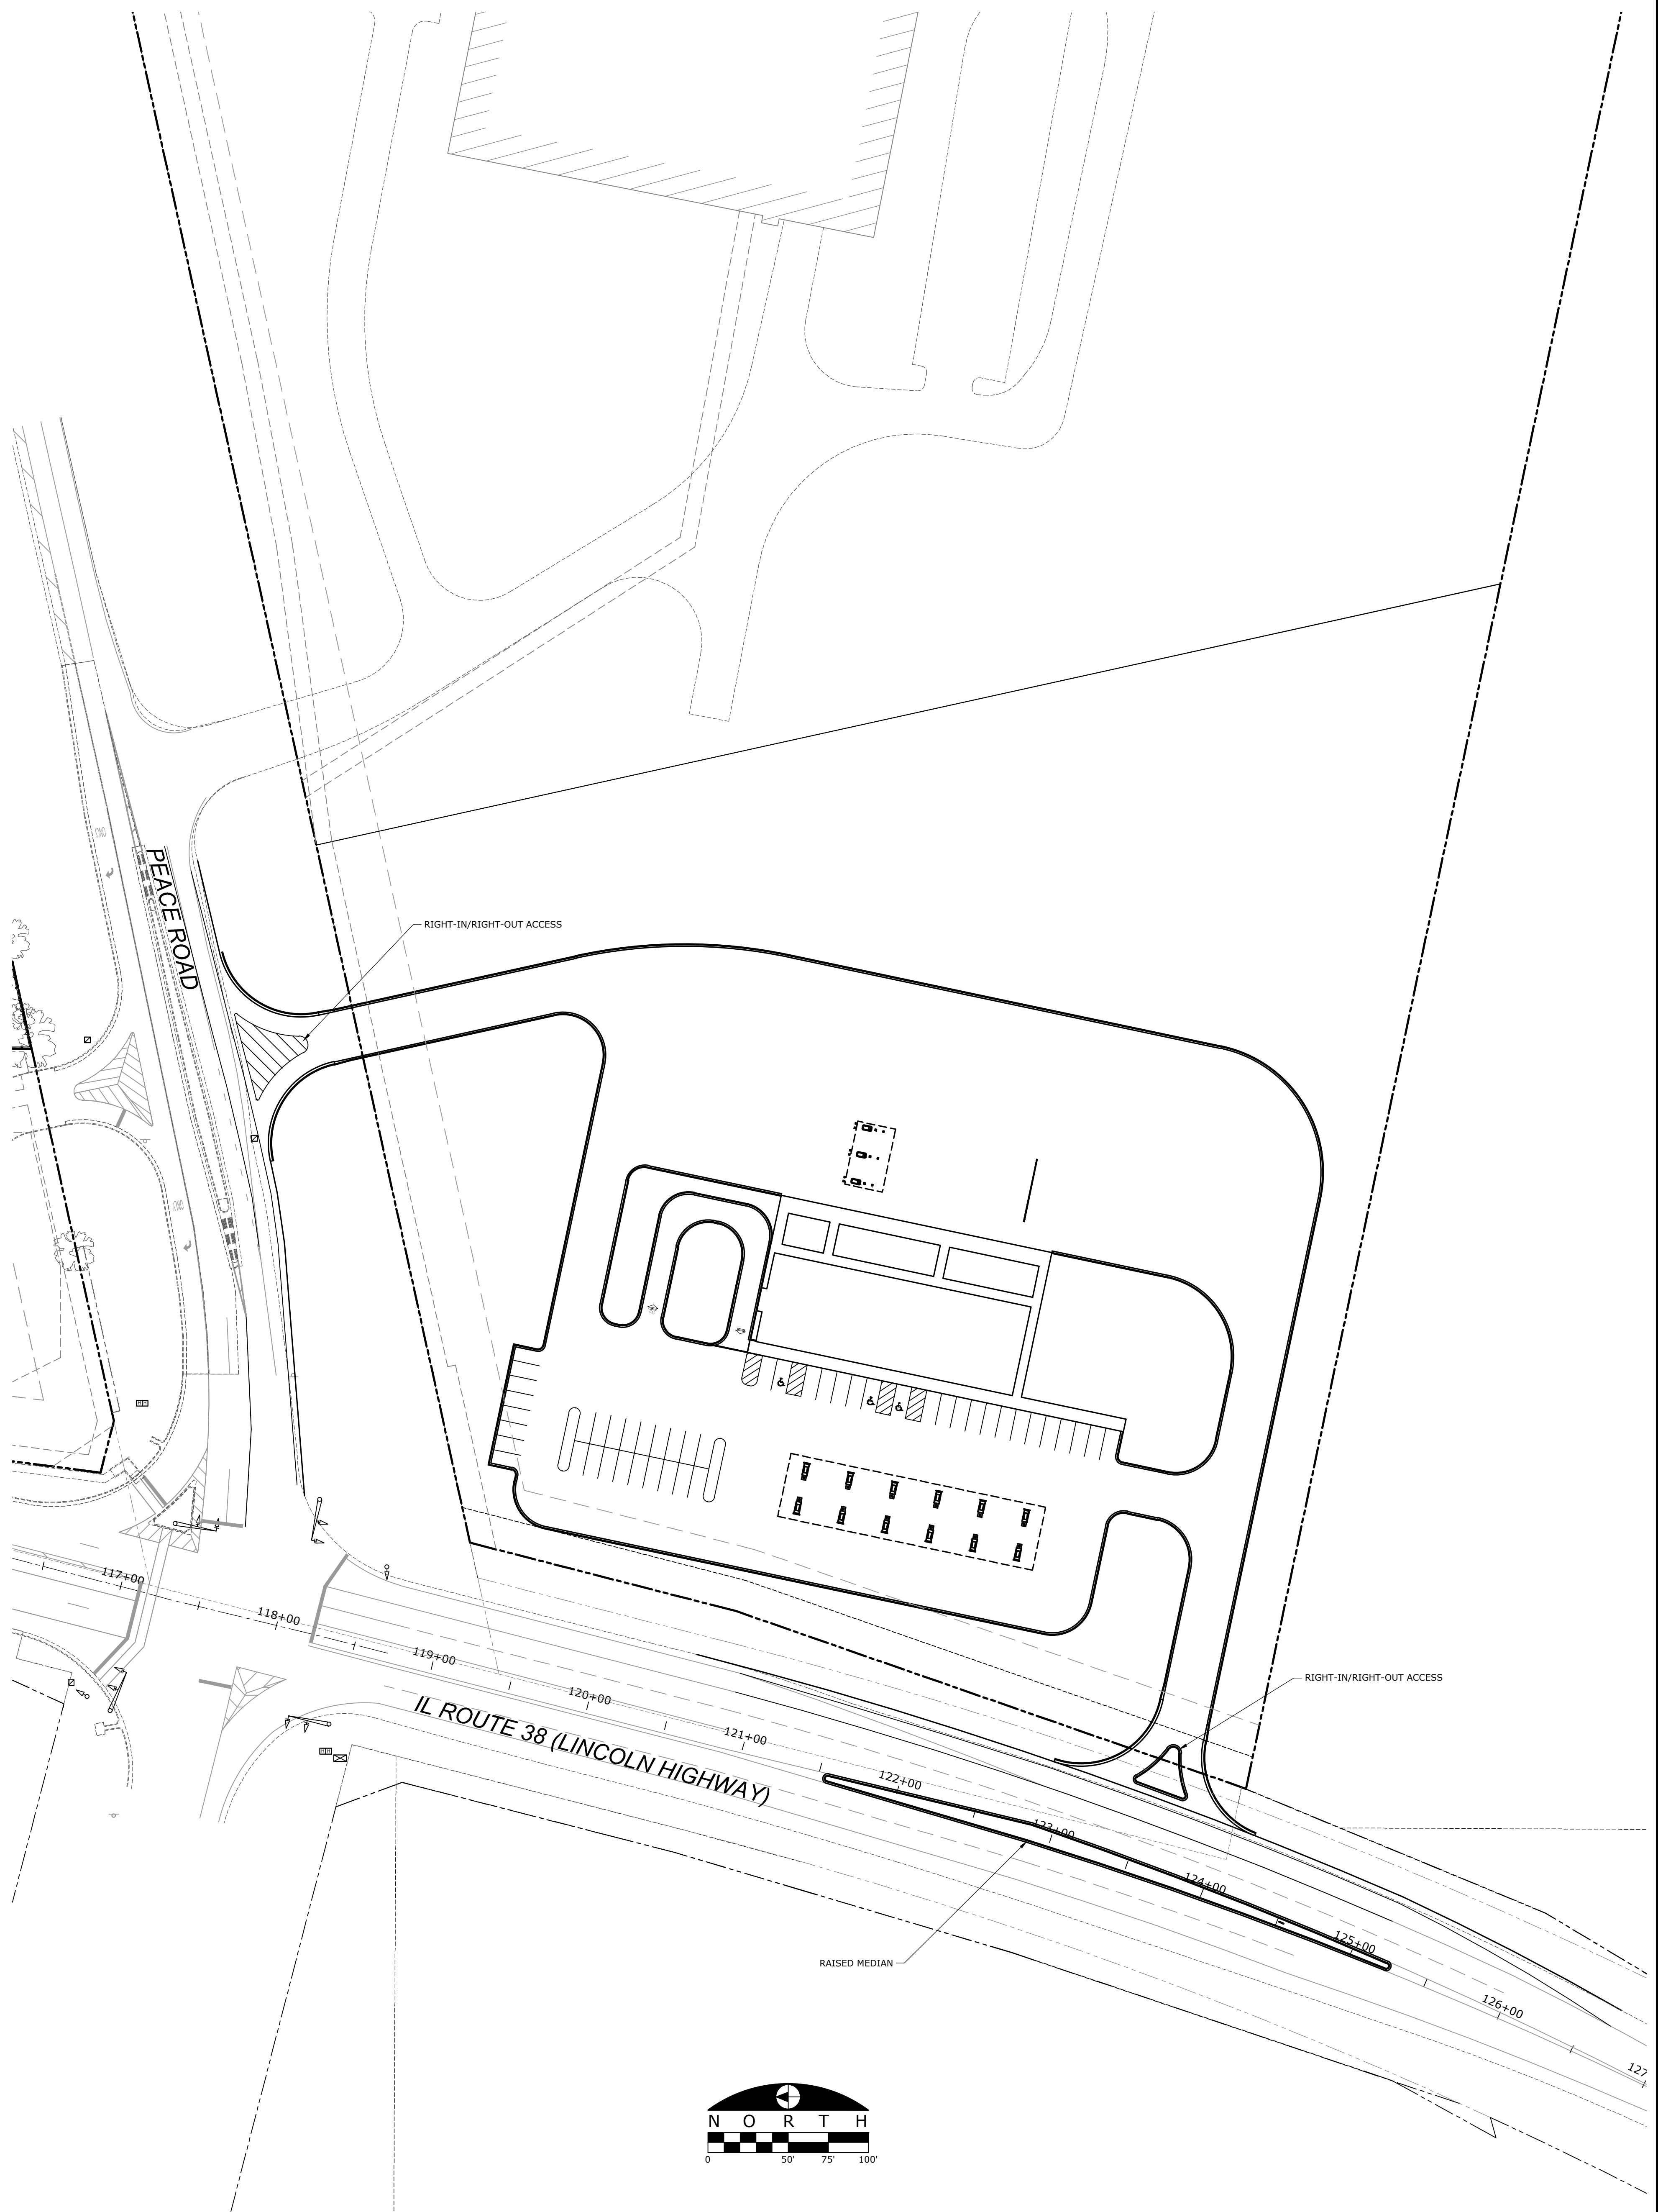 RIGHT-IN/RIGHT-OUT ACCESS
PEACE ROAD
117+00
118+00
119+00
120+00
121+00
122+00
123+00
124+00
125+00
126+00
127
IL ROUTE 38 (LINCOLN HIGHWAY)
RIGHT-IN/RIGHT-OUT ACCESS
RAISED MEDIAN
NORTH
0 50' 75' 100'